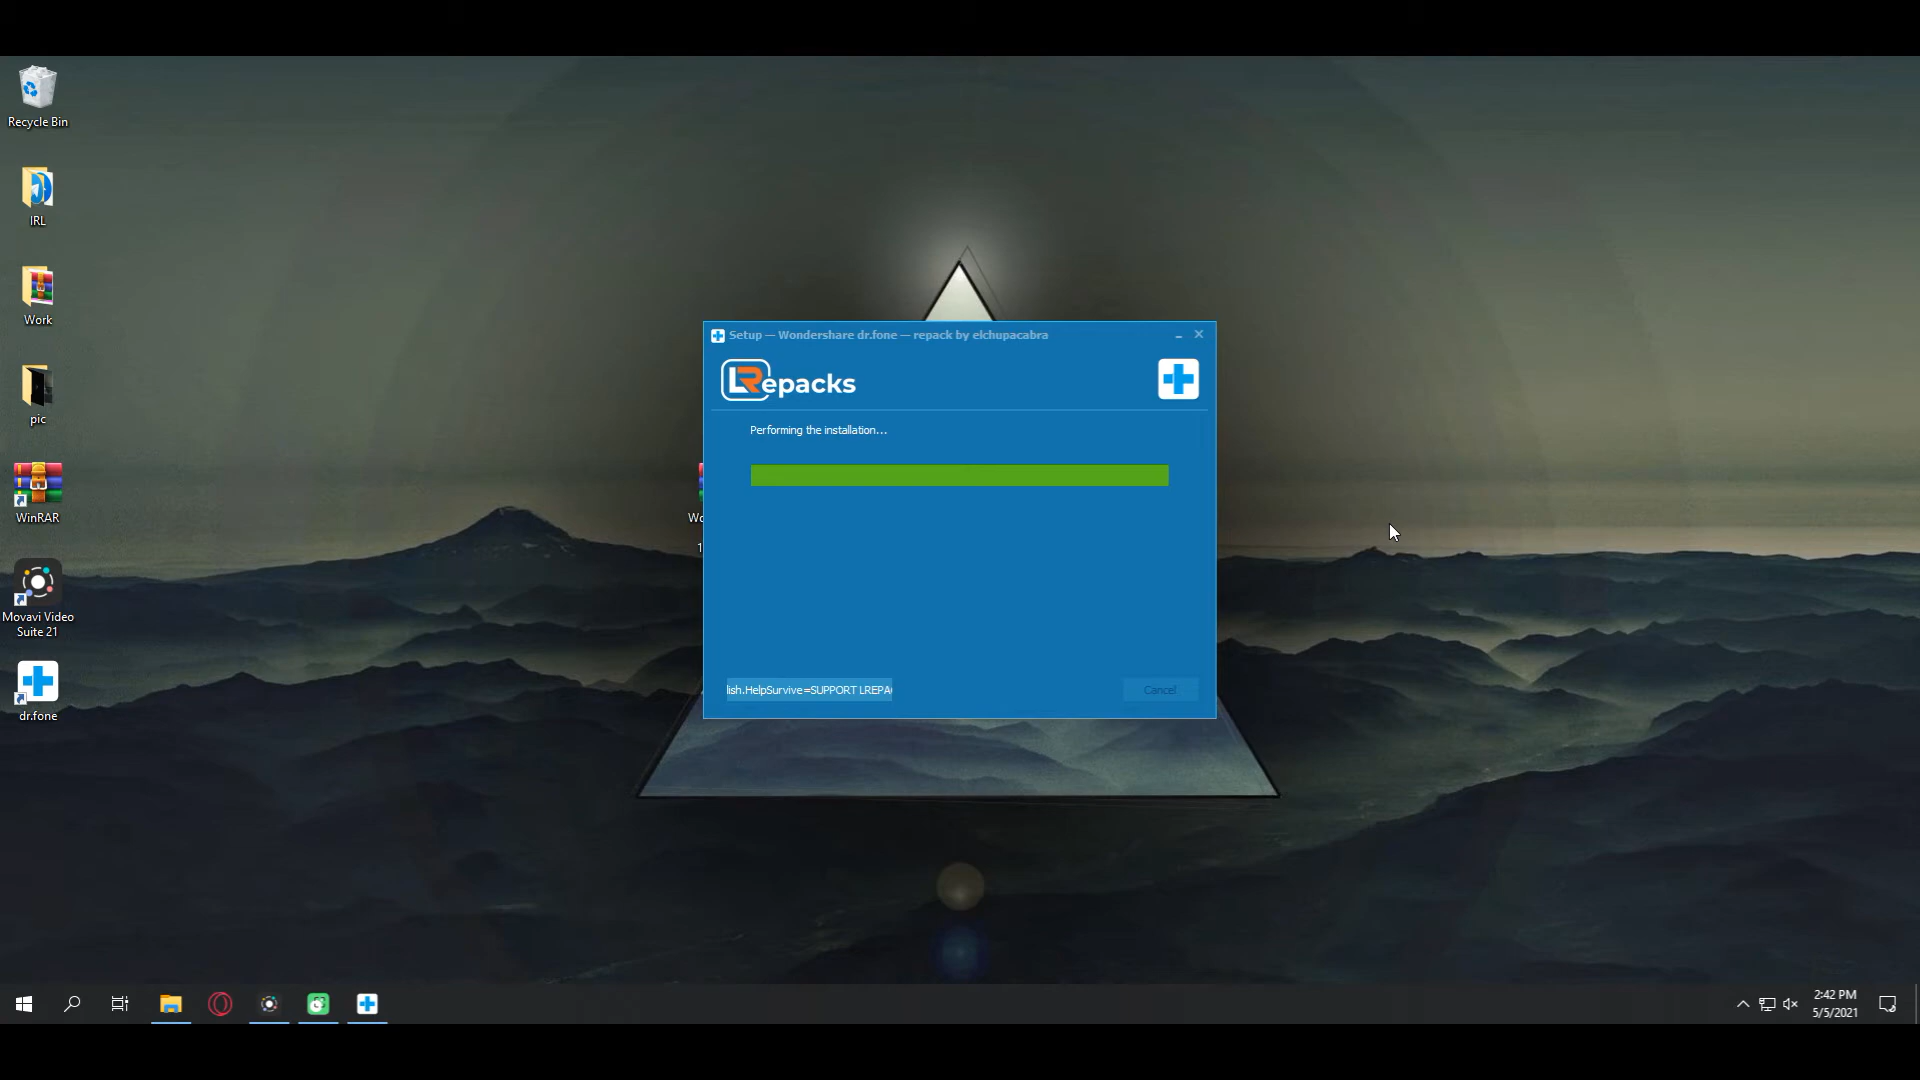 Recycle Bin
IRL
Work
pic
WinRAR
Movavi Video
Suite 21
dr.fone
Setup — Wondershare dr.fone — repack by elchupacabra
LRepacks
Performing the installation...
lish.HelpSurvive=SUPPORT LREPA
Cancel
2:42 PM
5/5/2021